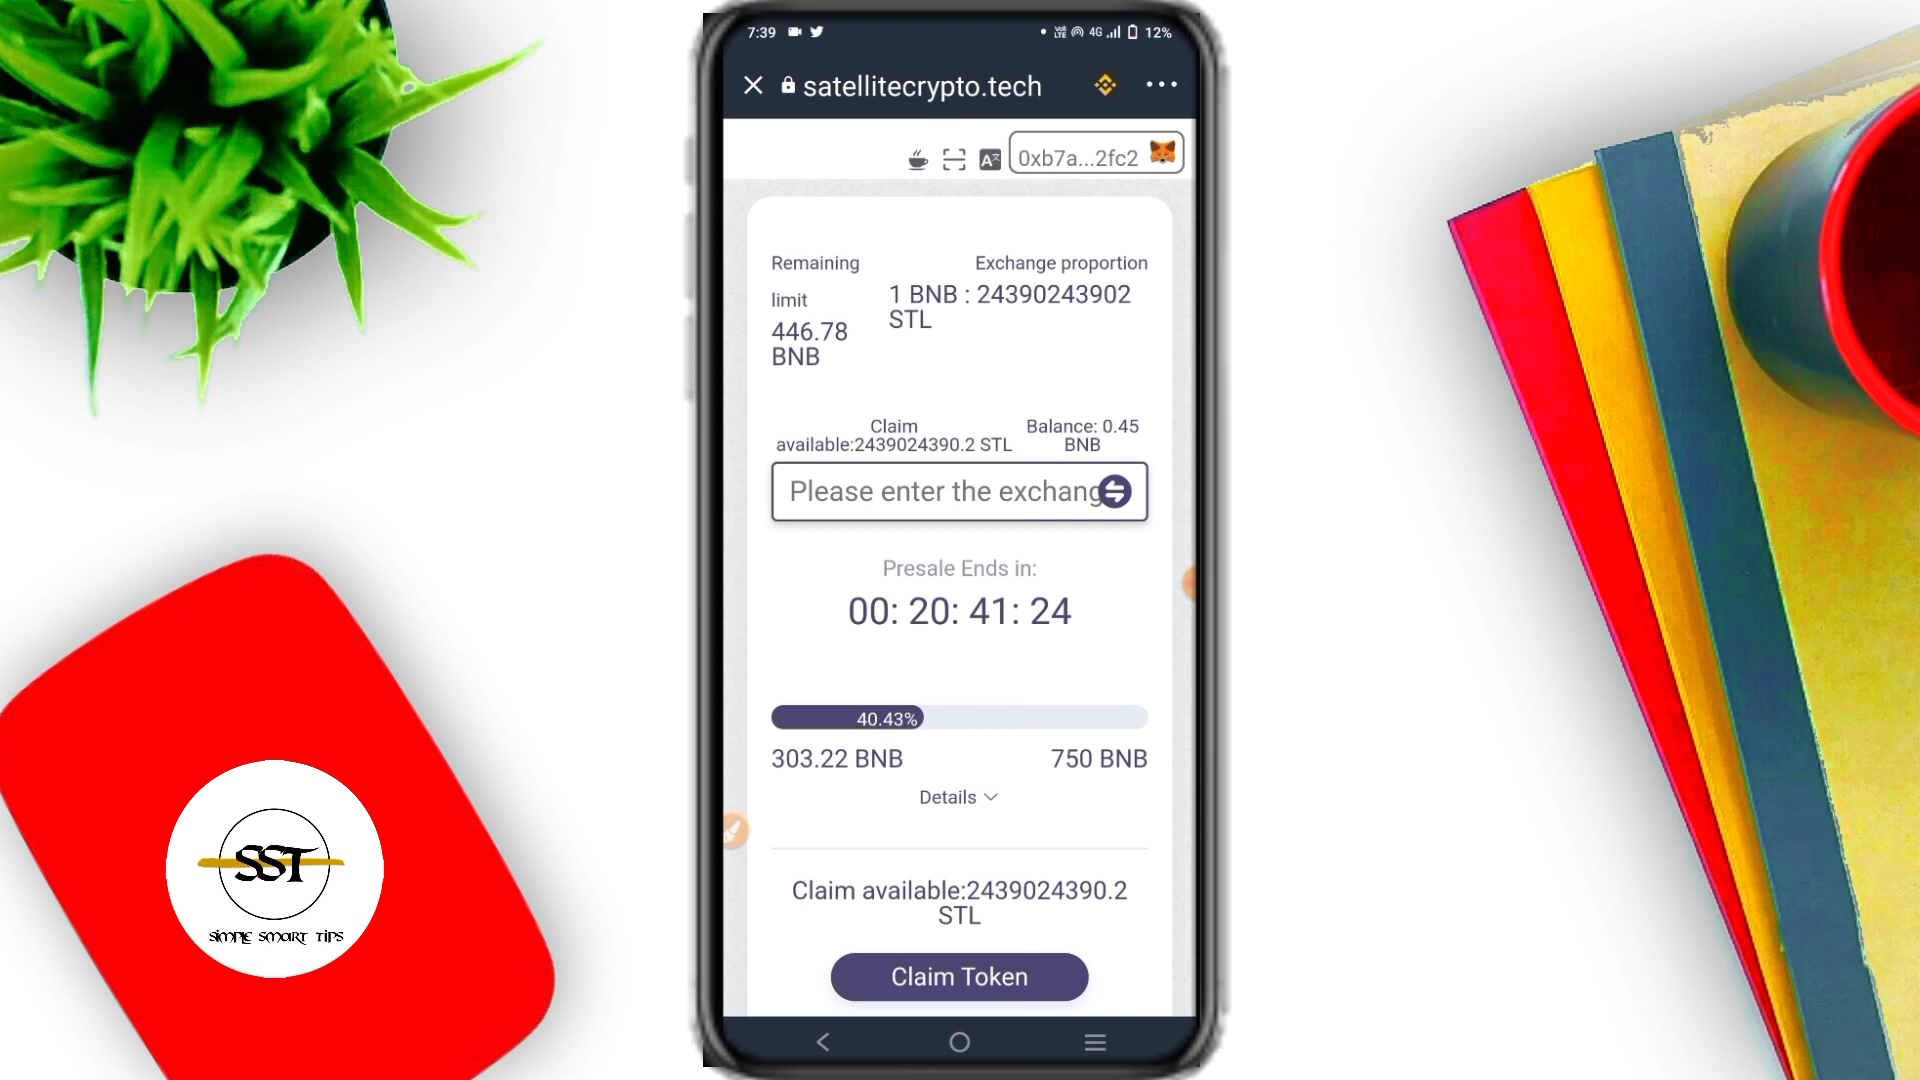 7:39
VoLTE 4G 12%
satellitecrypto.tech
0xb7a...2fc2
Remaining limit
446.78 BNB
Exchange proportion
1 BNB : 24390243902
STL
Claim
available:2439024390.2 STL
Balance: 0.45
BNB
Please enter the exchang
Presale Ends in:
00: 20: 41: 24
40.43%
303.22 BNB
750 BNB
Details
Claim available:2439024390.2
STL
Claim Token
SST
SIMPLE SMART TIPS